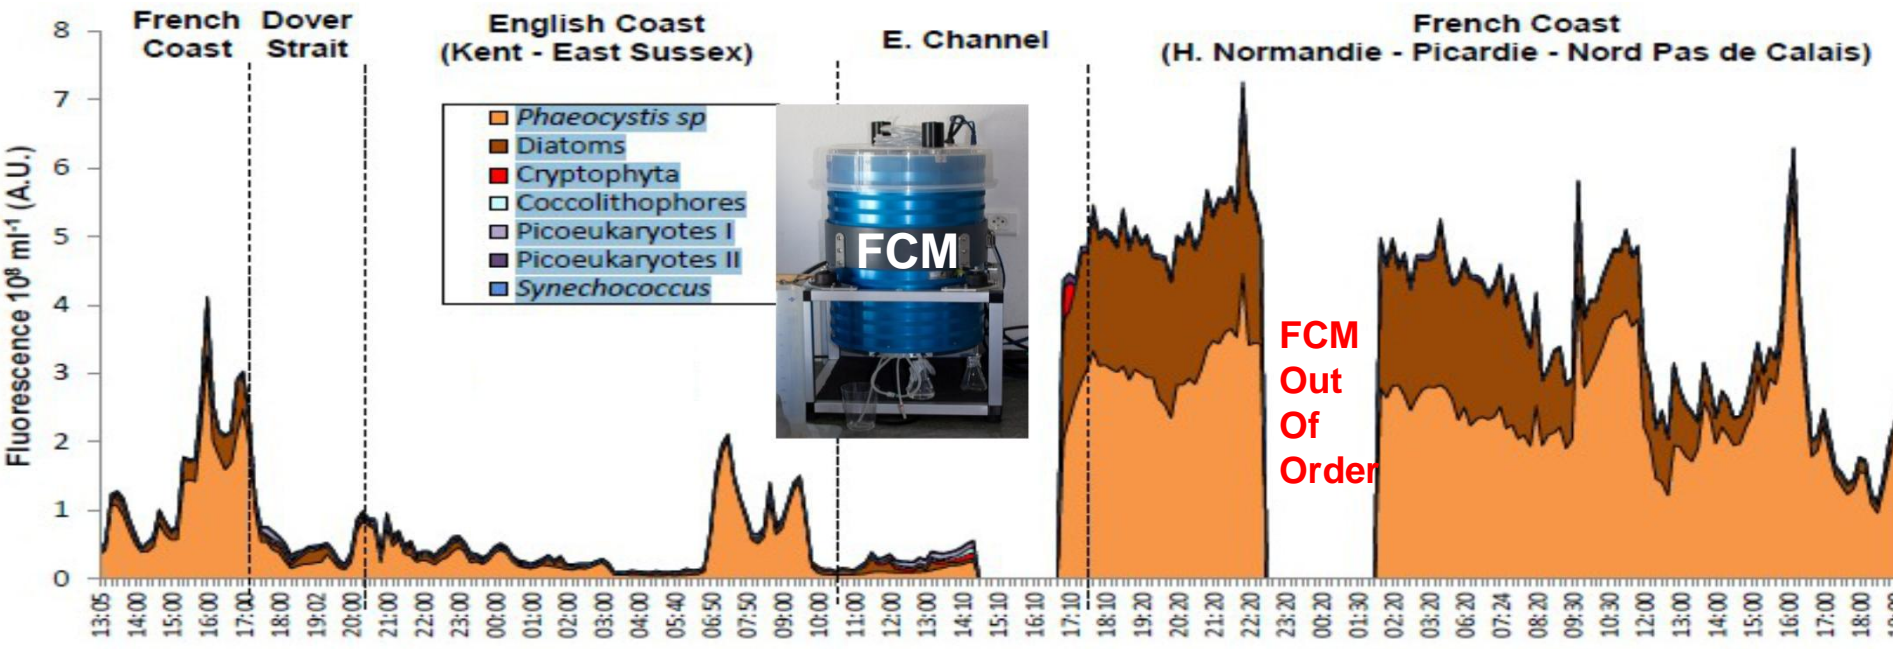 French Coast
Dover Strait
English Coast
(Kent - East Sussex)
E. Channel
French Coast
(H. Normandie - Picardie - Nord Pas de Calais)
Fluorescence 10⁸ ml⁻¹ (A.U.)
8
7
6
5
4
3
2
1
0
Phaeocystis sp
Diatoms
Cryptophyta
Coccolithophores
Picoeukaryotes I
Picoeukaryotes II
Synechococcus
FCM
FCM
Out
Of
Order
13:05 14:00 15:00 16:00 17:00 18:00 19:02 20:00 21:00 22:00 23:00 00:00 01:00 02:00 03:00 04:00 05:40 06:50 07:50 09:00 10:00 11:00 12:00 13:00 14:10 15:10 16:10 17:10 18:10 19:20 20:20 21:20 22:20 23:20 00:20 01:30 02:20 03:20 06:20 07:24 08:20 09:30 10:30 12:00 13:00 14:00 15:00 16:00 17:00 18:00